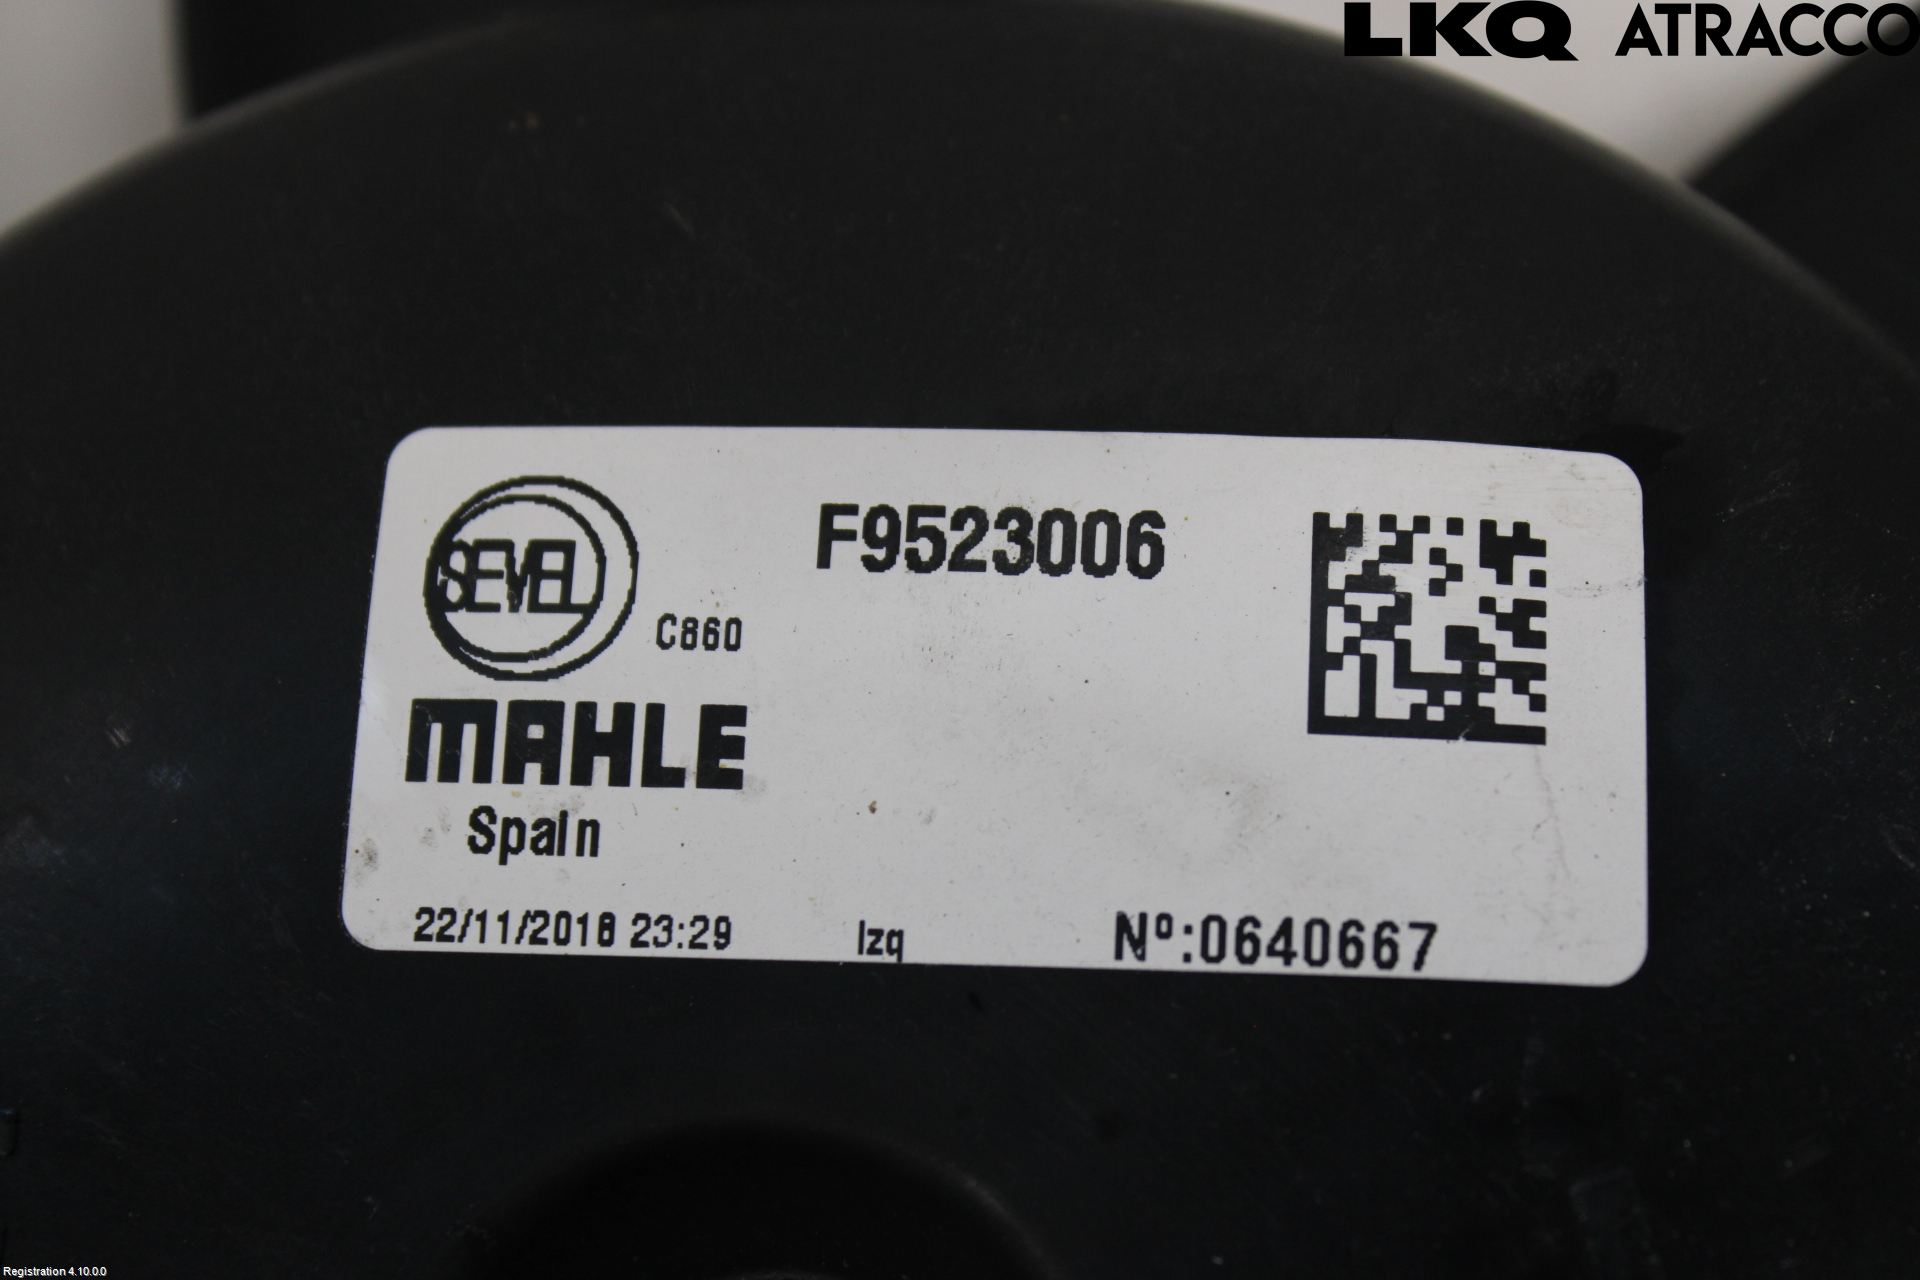 LKQ ATRACCO
SEVEL
C860
F9523006
MAHLE
Spain
22/11/2018 23:29
Izq
Nº:0640667
Registration 4.10.0.0